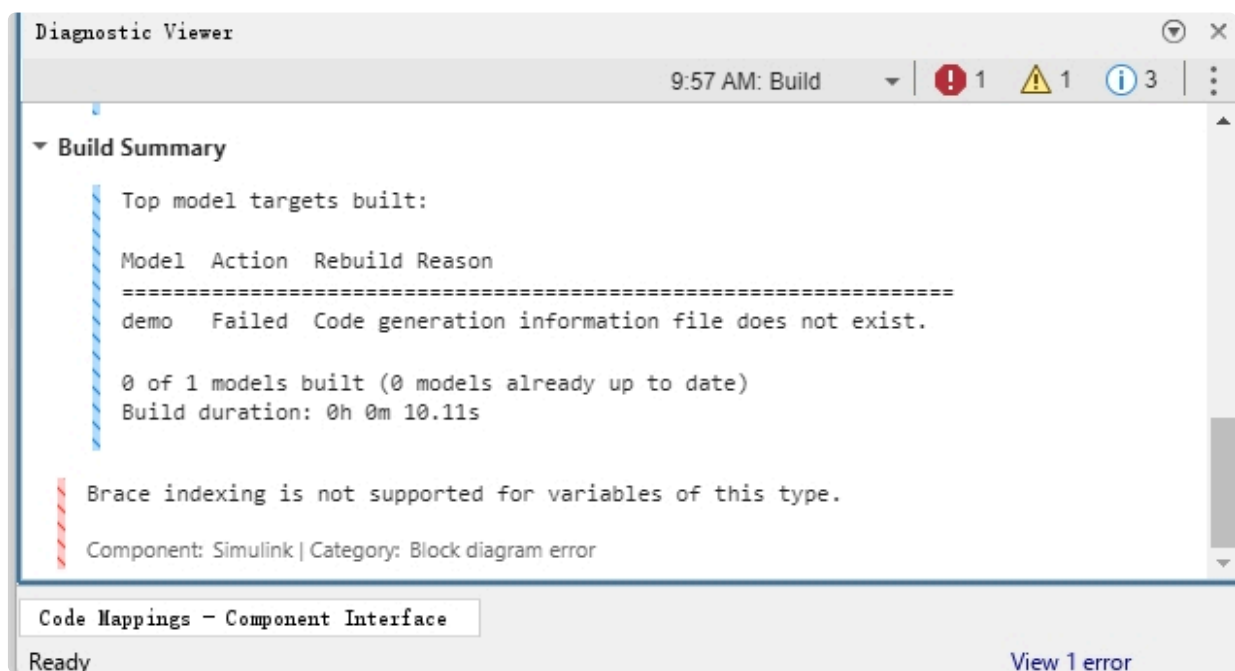 Diagnostic Viewer
9:57 AM: Build 1 1 3
Build Summary
Top model targets built:
Model Action Rebuild Reason
=================================================================
demo Failed Code generation information file does not exist.
0 of 1 models built (0 models already up to date)
Build duration: 0h 0m 10.11s
Brace indexing is not supported for variables of this type.
Component: Simulink | Category: Block diagram error
Code Mappings - Component Interface
Ready View 1 error